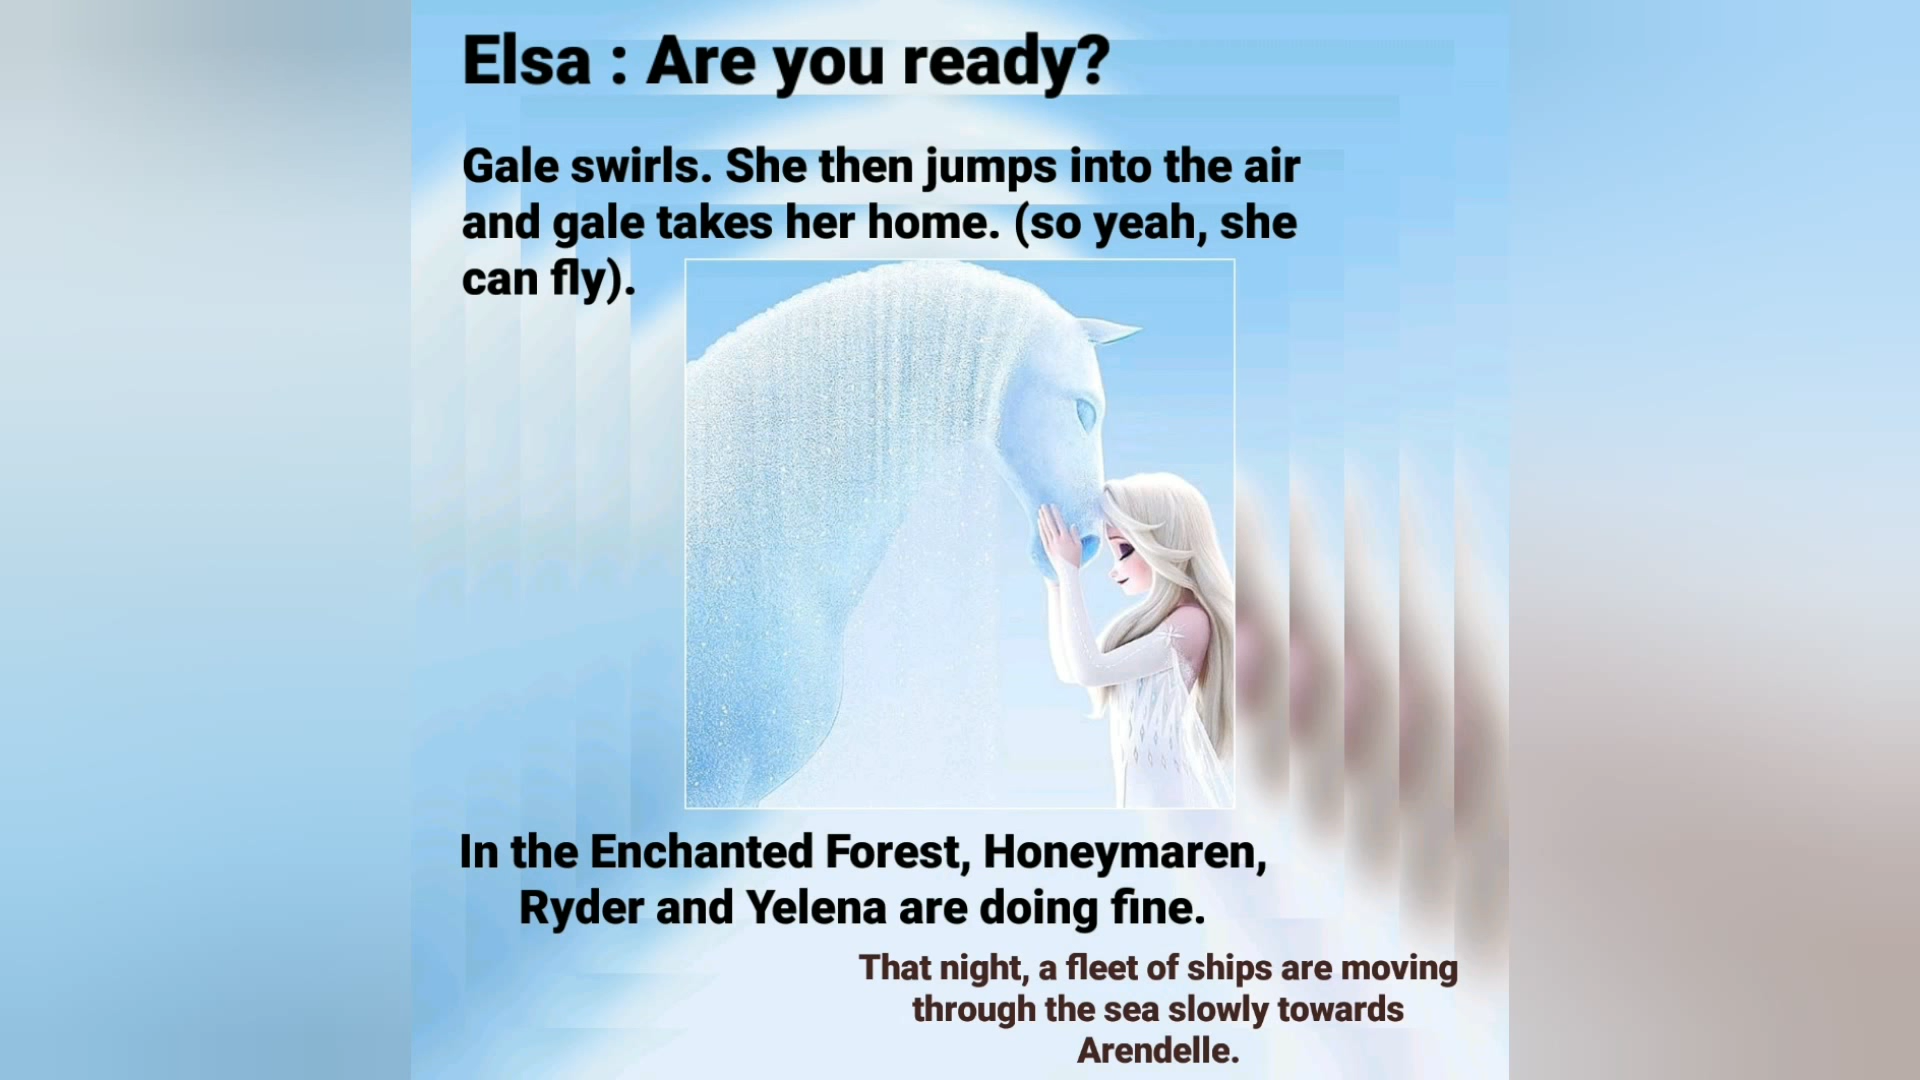 Elsa : Are you ready?
Gale swirls. She then jumps into the air
and gale takes her home. (so yeah, she
can fly).
In the Enchanted Forest, Honeymaren,
Ryder and Yelena are doing fine.
That night, a fleet of ships are moving
through the sea slowly towards
Arendelle.